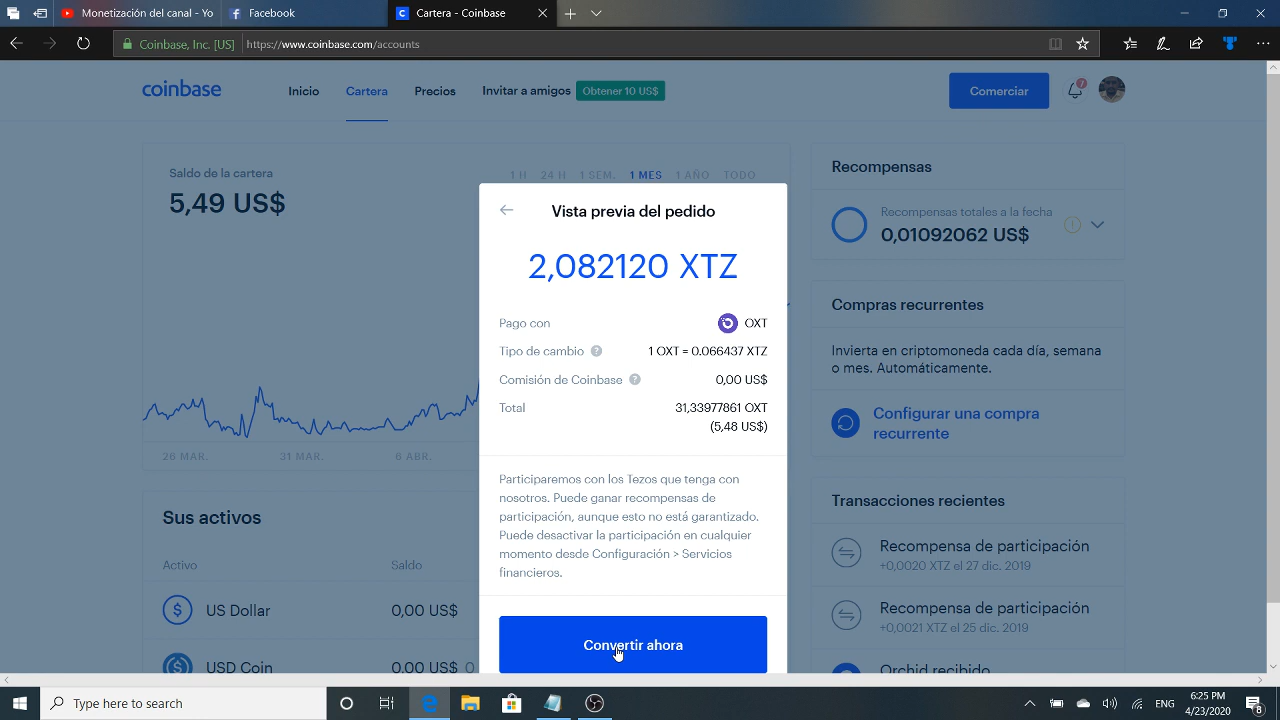 Monetización del canal - Yo
Facebook
Cartera - Coinbase
Coinbase, Inc. [US]
https://www.coinbase.com/accounts
coinbase
Inicio
Cartera
Precios
Invitar a amigos
Obtener 10 US$
Comerciar
7
Saldo de la cartera
5,49 US$
1 H
24 H
1 SEM.
1 MES
1 AÑO
TODO
26 MAR.
31 MAR.
6 ABR.
Sus activos
Activo
Saldo
US Dollar
0,00 US$
USD Coin
0,00 US$ 0
Vista previa del pedido
2,082120 XTZ
Pago con
OXT
Tipo de cambio ?
1 OXT = 0.066437 XTZ
Comisión de Coinbase ?
0,00 US$
Total
31,33977861 OXT
(5,48 US$)
Participaremos con los Tezos que tenga con
nosotros. Puede ganar recompensas de
participación, aunque esto no está garantizado.
Puede desactivar la participación en cualquier
momento desde Configuración > Servicios
financieros.
Convertir ahora
Recompensas
Recompensas totales a la fecha
0,01092062 US$
Compras recurrentes
Invierta en criptomoneda cada día, semana
o mes. Automáticamente.
Configurar una compra
recurrente
Transacciones recientes
Recompensa de participación
+0,0020 XTZ el 27 dic. 2019
Recompensa de participación
+0,0021 XTZ el 25 dic. 2019
Orchid recibido
Type here to search
ENG
6:25 PM
4/23/2020
8